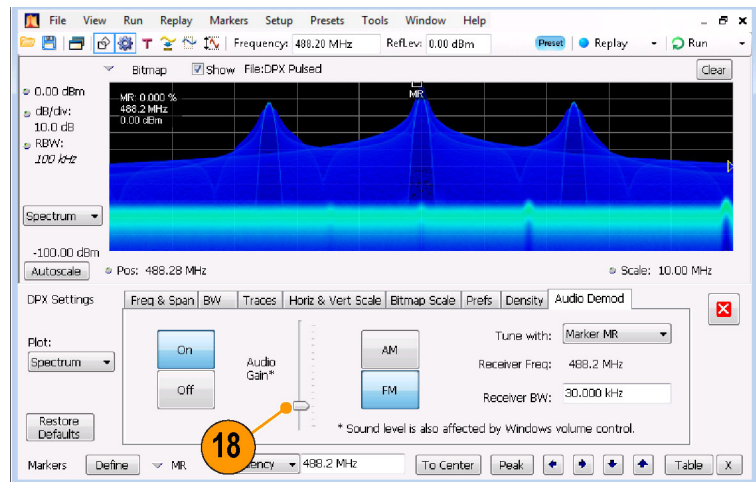 File View Run Replay Markers Setup Presets Tools Window Help
Frequency: 488.20 MHz RefLev: 0.00 dBm Preset Replay Run
Bitmap Show File:DPX Pulsed Clear
0.00 dBm
dB/div:
10.0 dB
RBW:
100 kHz
MR: 0.000 %
488.2 MHz
0.00 dBm
MR
Spectrum
-100.00 dBm
Autoscale Pos: 488.28 MHz Scale: 10.00 MHz
DPX Settings Freq & Span BW Traces Horiz & Vert Scale Bitmap Scale Prefs Density Audio Demod
Plot:
Spectrum
Restore
Defaults
On
Off
Audio
Gain*
AM
FM
Tune with: Marker MR
Receiver Freq: 488.2 MHz
Receiver BW: 30.000 kHz
* Sound level is also affected by Windows volume control.
18
Markers Define MR 488.2 MHz To Center Peak Table X